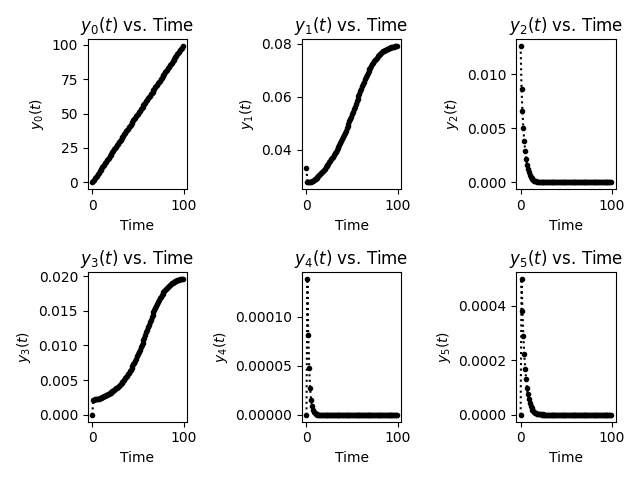 y₀(t) vs. Time
100
75
50
25
0
y₀(t)
0
100
Time
y₁(t) vs. Time
0.08
0.06
0.04
y₁(t)
0
100
Time
y₂(t) vs. Time
0.010
0.005
0.000
y₂(t)
0
100
Time
y₃(t) vs. Time
0.020
0.015
0.010
0.005
0.000
y₃(t)
0
100
Time
y₄(t) vs. Time
0.00010
0.00005
0.00000
y₄(t)
0
100
Time
y₅(t) vs. Time
0.0004
0.0002
0.0000
y₅(t)
0
100
Time